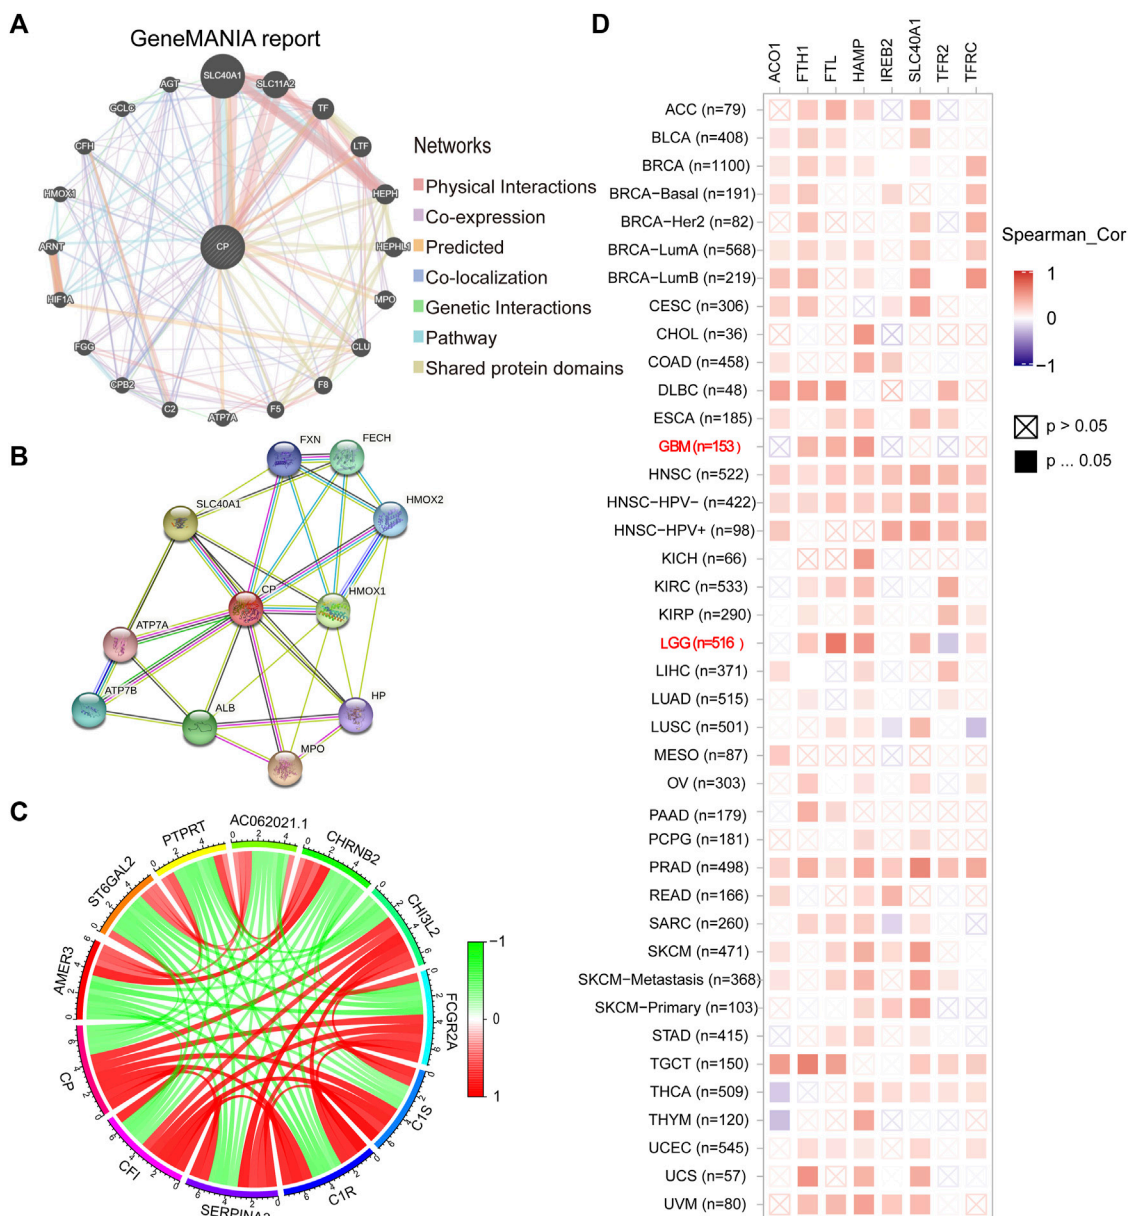 A
GeneMANIA report
SLC40A1
SLC11A2
TF
LTF
HEPH
HEPHL1
MPO
CLU
F8
F5
ATP7A
C2
CPB2
FGG
HIF1A
ARNT
HMOX1
CFH
GCLC
AGT
CP
Networks
Physical Interactions
Co-expression
Predicted
Co-localization
Genetic Interactions
Pathway
Shared protein domains
B
FXN
FECH
SLC40A1
HMOX2
CP
HMOX1
ATP7A
ATP7B
ALB
HP
MPO
C
AC062021.1
CHRNB2
CHI3L2
FCGR2A
C1S
C1R
CFI
CP
AMER3
ST6GAL2
PTPRT
−1
0
1
D
ACO1
FTH1
FTL
HAMP
IREB2
SLC40A1
TFR2
TFRC
ACC (n=79)
BLCA (n=408)
BRCA (n=1100)
BRCA−Basal (n=191)
BRCA−Her2 (n=82)
BRCA−LumA (n=568)
BRCA−LumB (n=219)
CESC (n=306)
CHOL (n=36)
COAD (n=458)
DLBC (n=48)
ESCA (n=185)
GBM (n=153)
HNSC (n=522)
HNSC−HPV− (n=422)
HNSC−HPV+ (n=98)
KICH (n=66)
KIRC (n=533)
KIRP (n=290)
LGG (n=516)
LIHC (n=371)
LUAD (n=515)
LUSC (n=501)
MESO (n=87)
OV (n=303)
PAAD (n=179)
PCPG (n=181)
PRAD (n=498)
READ (n=166)
SARC (n=260)
SKCM (n=471)
SKCM−Metastasis (n=368)
SKCM−Primary (n=103)
STAD (n=415)
TGCT (n=150)
THCA (n=509)
THYM (n=120)
UCEC (n=545)
UCS (n=57)
UVM (n=80)
Spearman_Cor
1
0
−1
p > 0.05
p ... 0.05